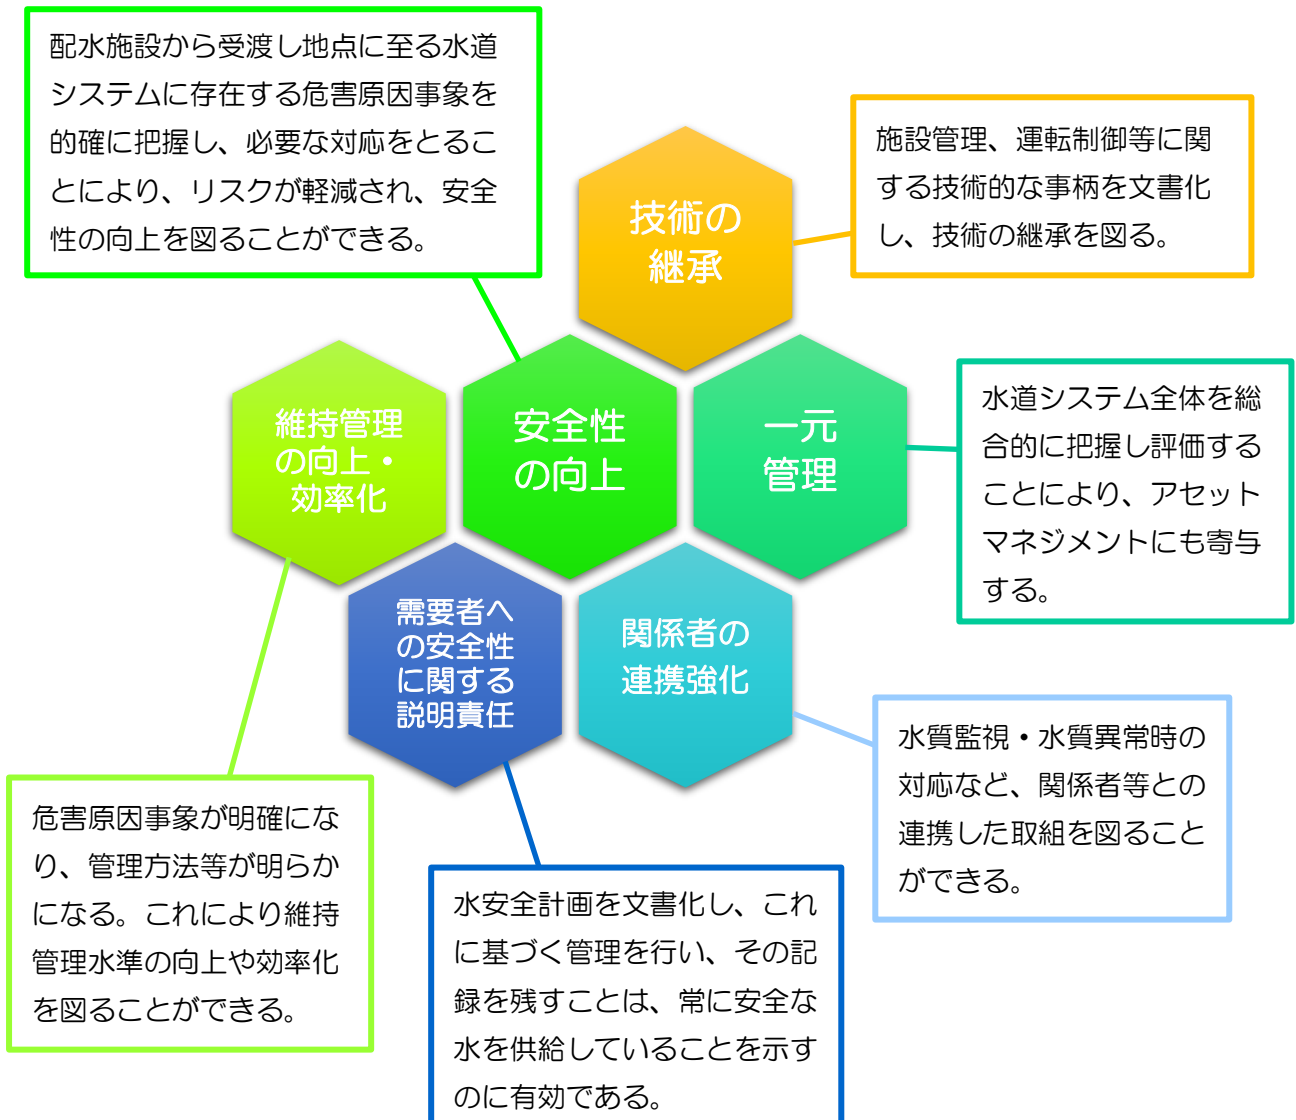 配水施設から受渡し地点に至る水道
システムに存在する危害原因事象を
的確に把握し、必要な対応をとるこ
とにより、リスクが軽減され、安全
性の向上を図ることができる。
技術の
継承
施設管理、運転制御等に関
する技術的な事柄を文書化
し、技術の継承を図る。
維持管理
の向上・
効率化
安全性
の向上
一元
管理
水道システム全体を総
合的に把握し評価する
ことにより、アセット
マネジメントにも寄与
する。
需要者へ
の安全性
に関する
説明責任
関係者の
連携強化
水質監視・水質異常時の
対応など、関係者等との
連携した取組を図ること
ができる。
危害原因事象が明確にな
り、管理方法等が明らか
になる。これにより維持
管理水準の向上や効率化
を図ることができる。
水安全計画を文書化し、これ
に基づく管理を行い、その記
録を残すことは、常に安全な
水を供給していることを示す
のに有効である。